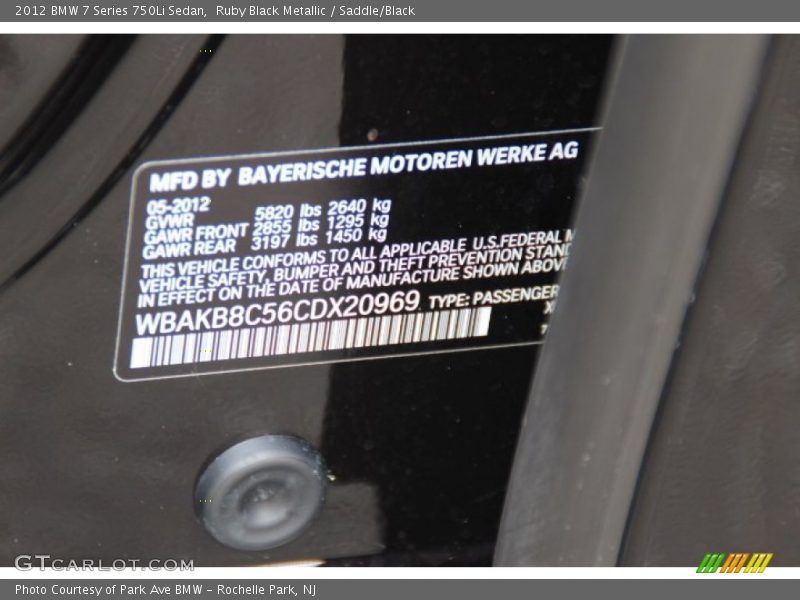 2012 BMW 7 Series 750Li Sedan, Ruby Black Metallic / Saddle/Black
MFD BY BAYERISCHE MOTOREN WERKE AG
05-2012
GVWR 5820 lbs 2640 kg
GAWR FRONT 2855 lbs 1295 kg
GAWR REAR 3197 lbs 1450 kg
THIS VEHICLE CONFORMS TO ALL APPLICABLE U.S.FEDERAL M
VEHICLE SAFETY, BUMPER AND THEFT PREVENTION STAN
IN EFFECT ON THE DATE OF MANUFACTURE SHOWN ABOV
WBAKB8C56CDX20969 TYPE: PASSENGER
GTCARLOT.COM
Photo Courtesy of Park Ave BMW - Rochelle Park, NJ